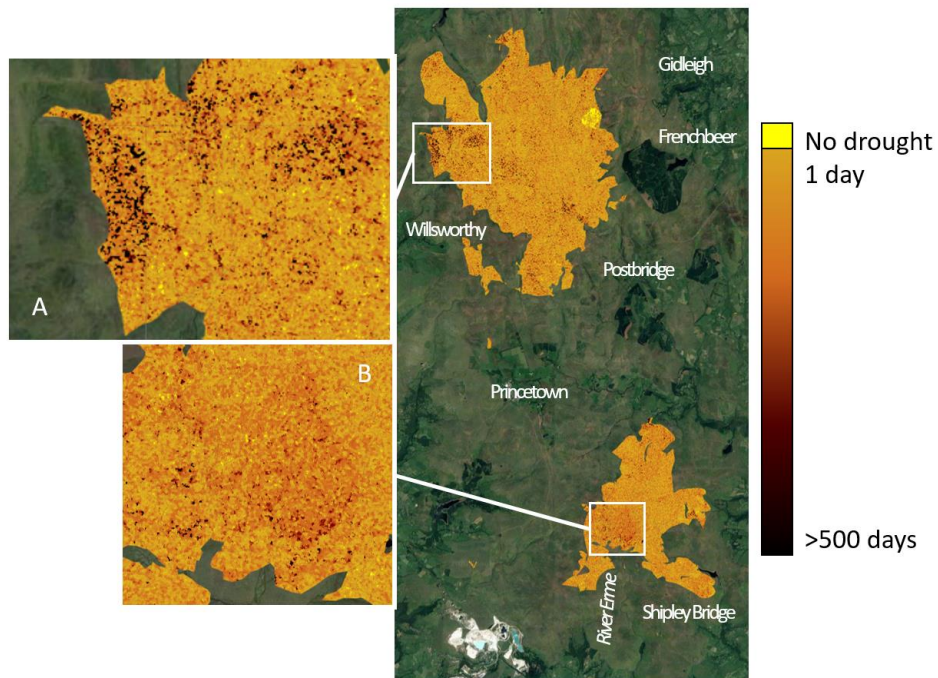 Gidleigh
Frenchbeer
No drought
1 day
Willsworthy
Postbridge
A
B
Princetown
>500 days
River Erme
Shipley Bridge